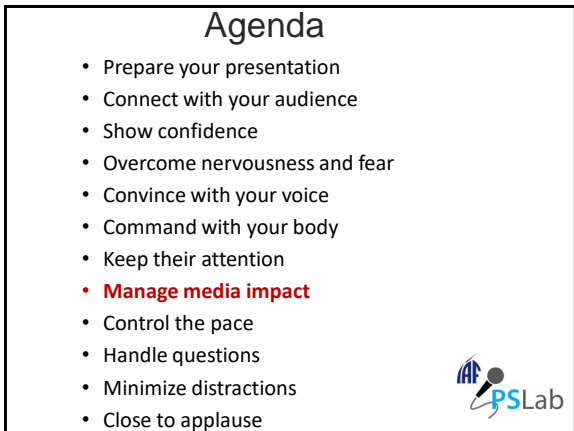 Agenda
• Prepare your presentation
• Connect with your audience
• Show confidence
• Overcome nervousness and fear
• Convince with your voice
• Command with your body
• Keep their attention
• Manage media impact
• Control the pace
• Handle questions
• Minimize distractions
• Close to applause
IAF
PSLab